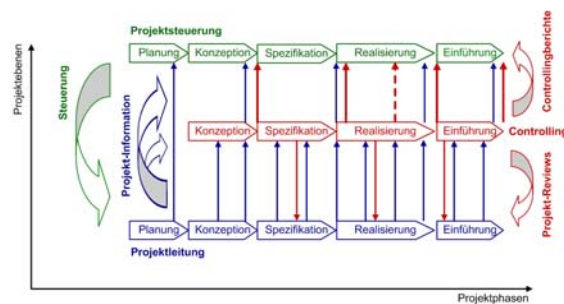 Projektsteuerung
Planung
Konzeption
Spezifikation
Realisierung
Einführung
Projektebenen
Steuerung
Projekt-Information
Controllingberichte
Konzeption
Spezifikation
Realisierung
Einführung
Controlling
Projekt-Reviews
Planung
Konzeption
Spezifikation
Realisierung
Einführung
Projektleitung
Projektphasen